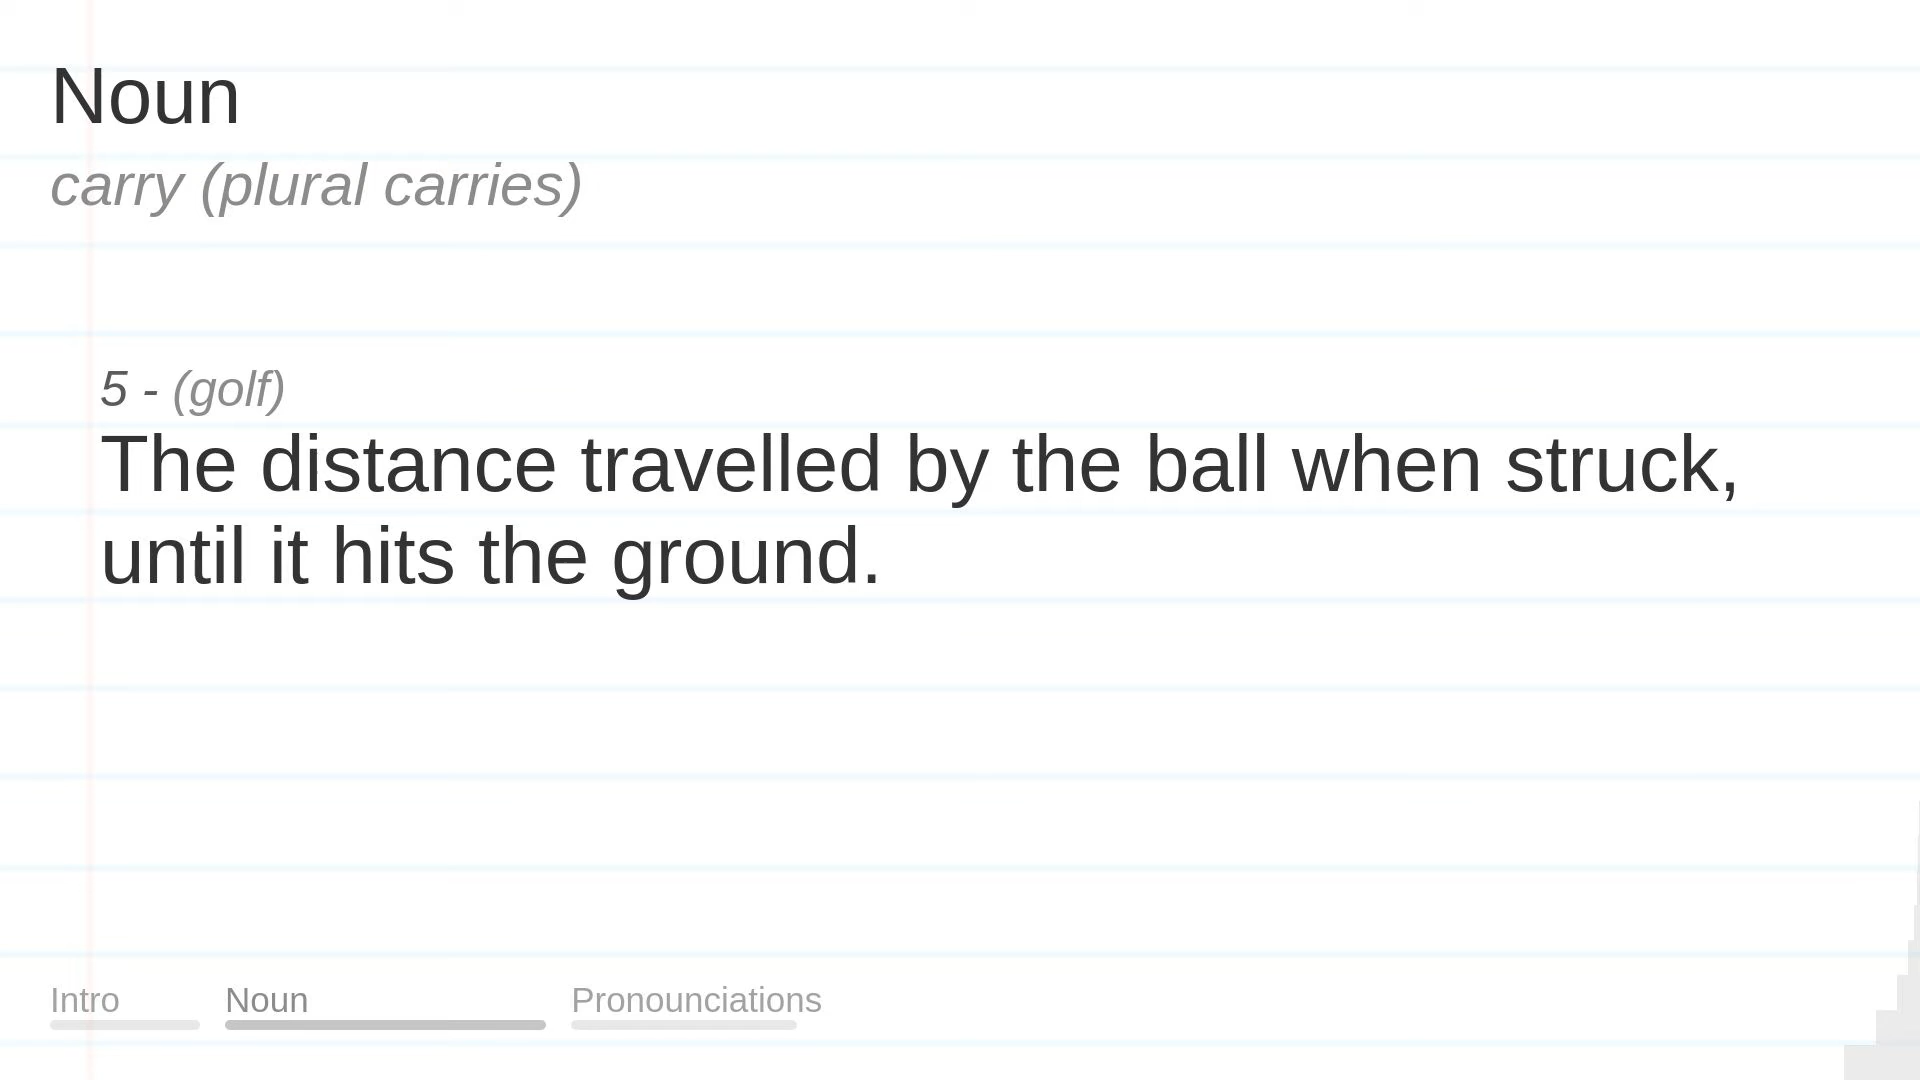 Noun
carry (plural carries)
5 - (golf)
The distance travelled by the ball when struck,
until it hits the ground.
Intro
Noun
Pronounciations